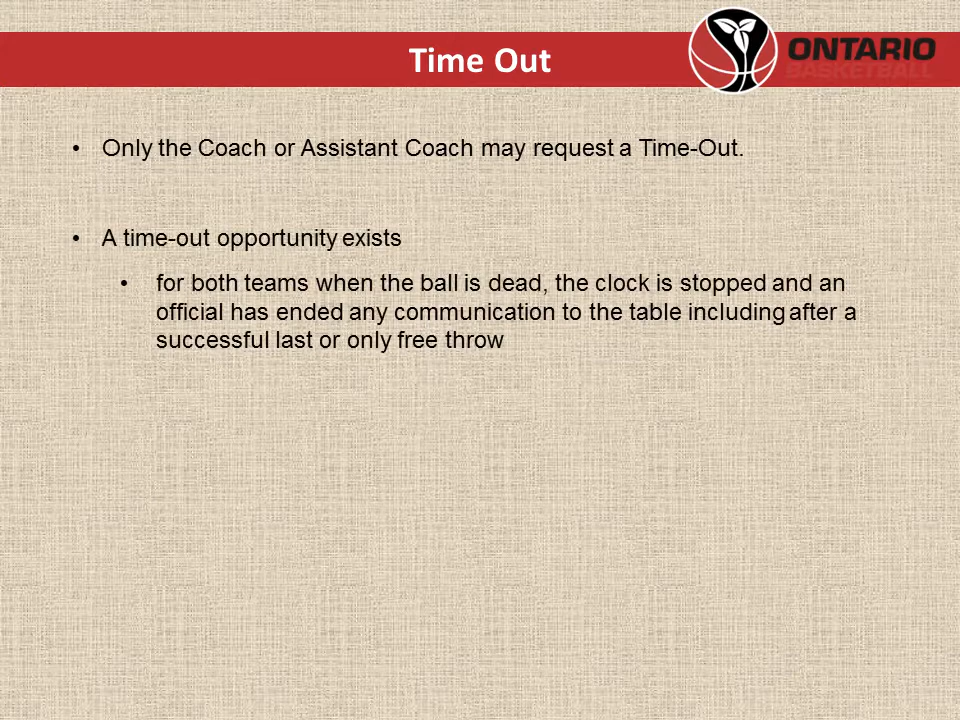 Time Out
ONTARIO
BASKETBALL
• Only the Coach or Assistant Coach may request a Time-Out.
• A time-out opportunity exists
• for both teams when the ball is dead, the clock is stopped and an
official has ended any communication to the table including after a
successful last or only free throw